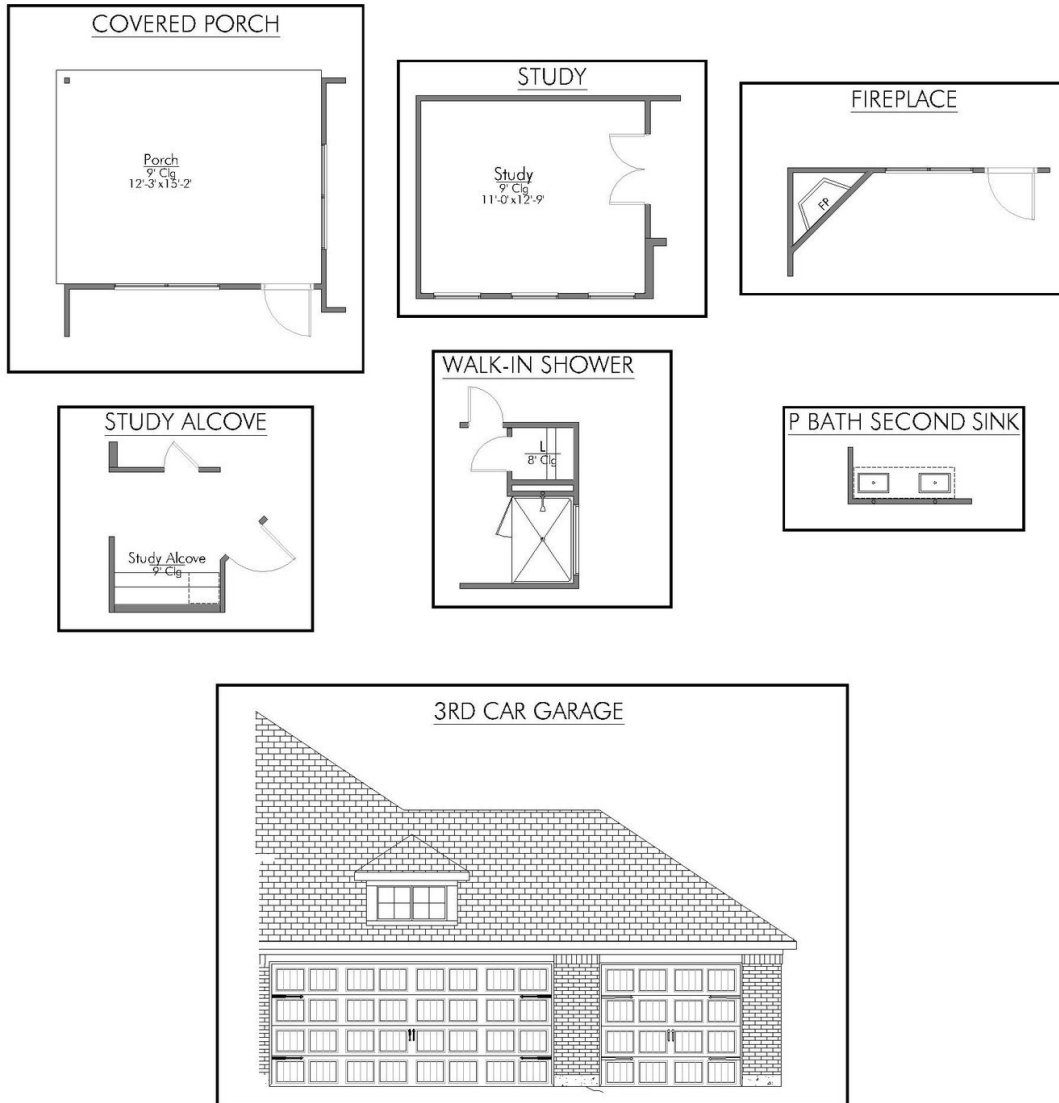 COVERED PORCH
Porch
9' Clg
12'-3'x15'-2'
STUDY
Study
9' Clg
11'-0'x12'-9'
FIREPLACE
FP
STUDY ALCOVE
Study Alcove
9' Clg
WALK-IN SHOWER
L
8' Clg
P BATH SECOND SINK
3RD CAR GARAGE